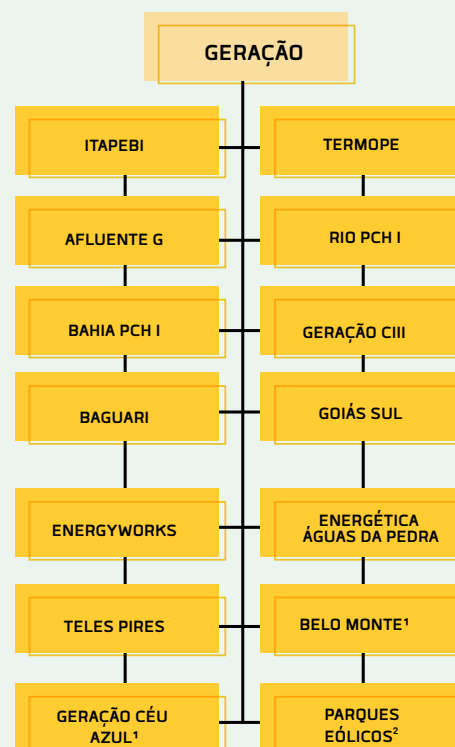 GERAÇÃO
ITAPEBI
TERMOPE
AFLUENTE G
RIO PCH I
BAHIA PCH I
GERAÇÃO CIII
BAGUARI
GOIÁS SUL
ENERGYWORKS
ENERGÉTICA
ÁGUAS DA PEDRA
TELES PIRES
BELO MONTE¹
GERAÇÃO CÉU
AZUL¹
PARQUES
EÓLICOS²